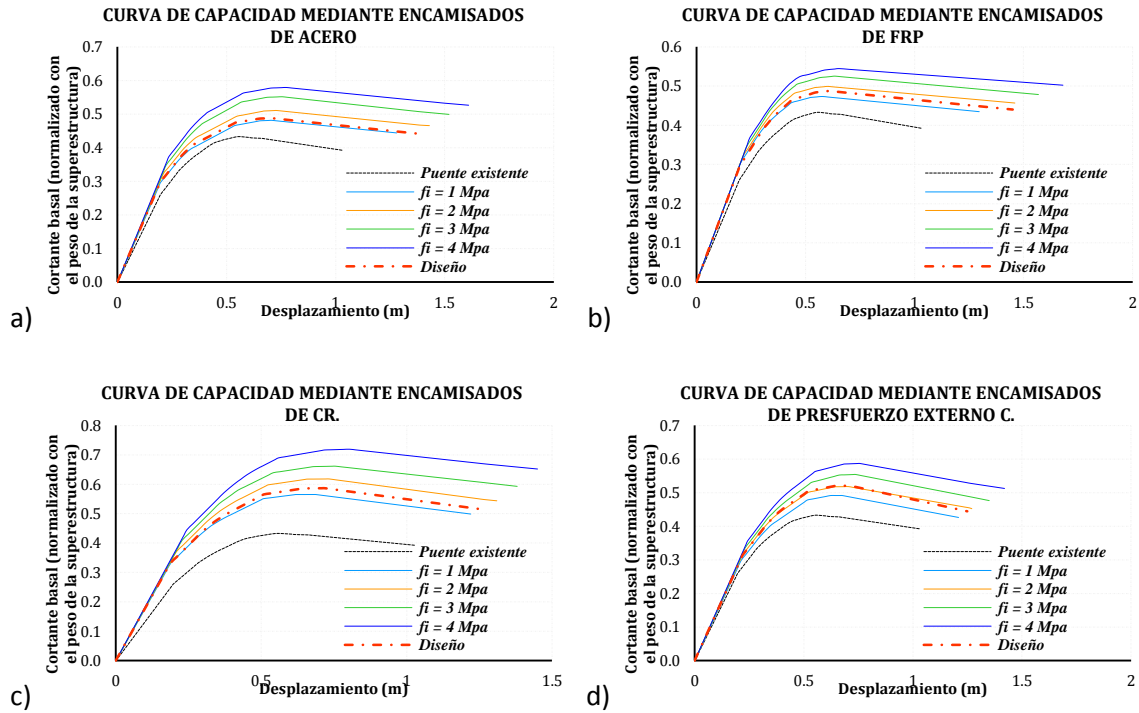 CURVA DE CAPACIDAD MEDIANTE ENCAMISADOS
DE ACERO
Cortante basal (normalizado con
el peso de la superestructura)
0.7
0.6
0.5
0.4
0.3
0.2
0.1
0.0
Puente existente
fi = 1 Mpa
fi = 2 Mpa
fi = 3 Mpa
fi = 4 Mpa
Diseño
0
0.5
1
1.5
2
Desplazamiento (m)
a)
CURVA DE CAPACIDAD MEDIANTE ENCAMISADOS
DE FRP
Cortante basal (normalizado con
el peso de la superestructura)
0.6
0.5
0.4
0.3
0.2
0.1
0.0
Puente existente
fi = 1 Mpa
fi = 2 Mpa
fi = 3 Mpa
fi = 4 Mpa
Diseño
0
0.5
1
1.5
2
Desplazamiento (m)
b)
CURVA DE CAPACIDAD MEDIANTE ENCAMISADOS
DE CR.
Cortante basal (normalizado con
el peso de la superestructura)
0.8
0.7
0.6
0.5
0.4
0.3
0.2
0.1
0.0
Puente existente
fi = 1 Mpa
fi = 2 Mpa
fi = 3 Mpa
fi = 4 Mpa
Diseño
0
0.5
1
1.5
Desplazamiento (m)
c)
CURVA DE CAPACIDAD MEDIANTE ENCAMISADOS
DE PRESFUERZO EXTERNO C.
Cortante basal (normalizado con
el peso de la superestructura)
0.7
0.6
0.5
0.4
0.3
0.2
0.1
0.0
Puente existente
fi = 1 Mpa
fi = 2 Mpa
fi = 3 Mpa
fi = 4 Mpa
Diseño
0
0.5
1
1.5
2
Desplazamiento (m)
d)